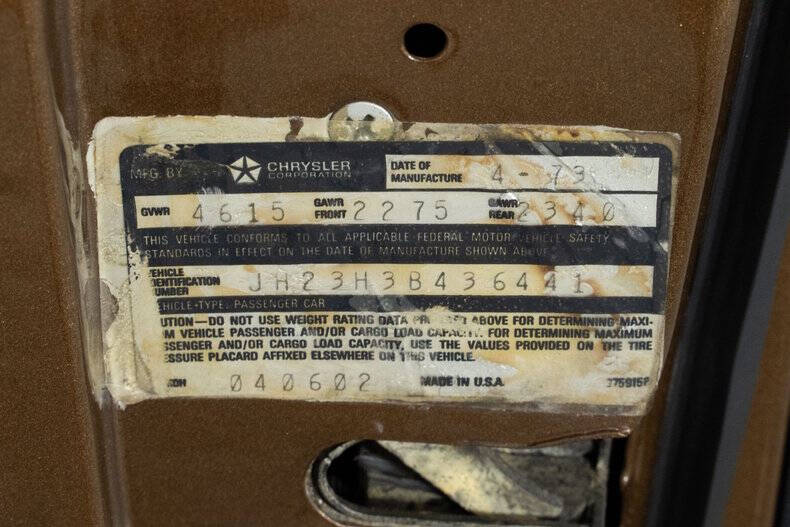 MFG. BY CHRYSLER CORPORATION DATE OF MANUFACTURE 4-73
GVWR 4615 GAWR FRONT 2275 GAWR REAR 2340
THIS VEHICLE CONFORMS TO ALL APPLICABLE FEDERAL MOTOR VEHICLE SAFETY
STANDARDS IN EFFECT ON THE DATE OF MANUFACTURE SHOWN ABOVE
VEHICLE IDENTIFICATION NUMBER JH23H3B436441
VEHICLE-TYPE: PASSENGER CAR
UTION—DO NOT USE WEIGHT RATING DATA ABOVE FOR DETERMINING MAXI-
M VEHICLE PASSENGER AND/OR CARGO LOAD CAPACITY. FOR DETERMINING MAXIMUM
SSENGER AND/OR CARGO LOAD CAPACITY, USE THE VALUES PROVIDED ON THE TIRE
SSURE PLACARD AFFIXED ELSEWHERE ON THIS VEHICLE.
040602 MADE IN U.S.A.